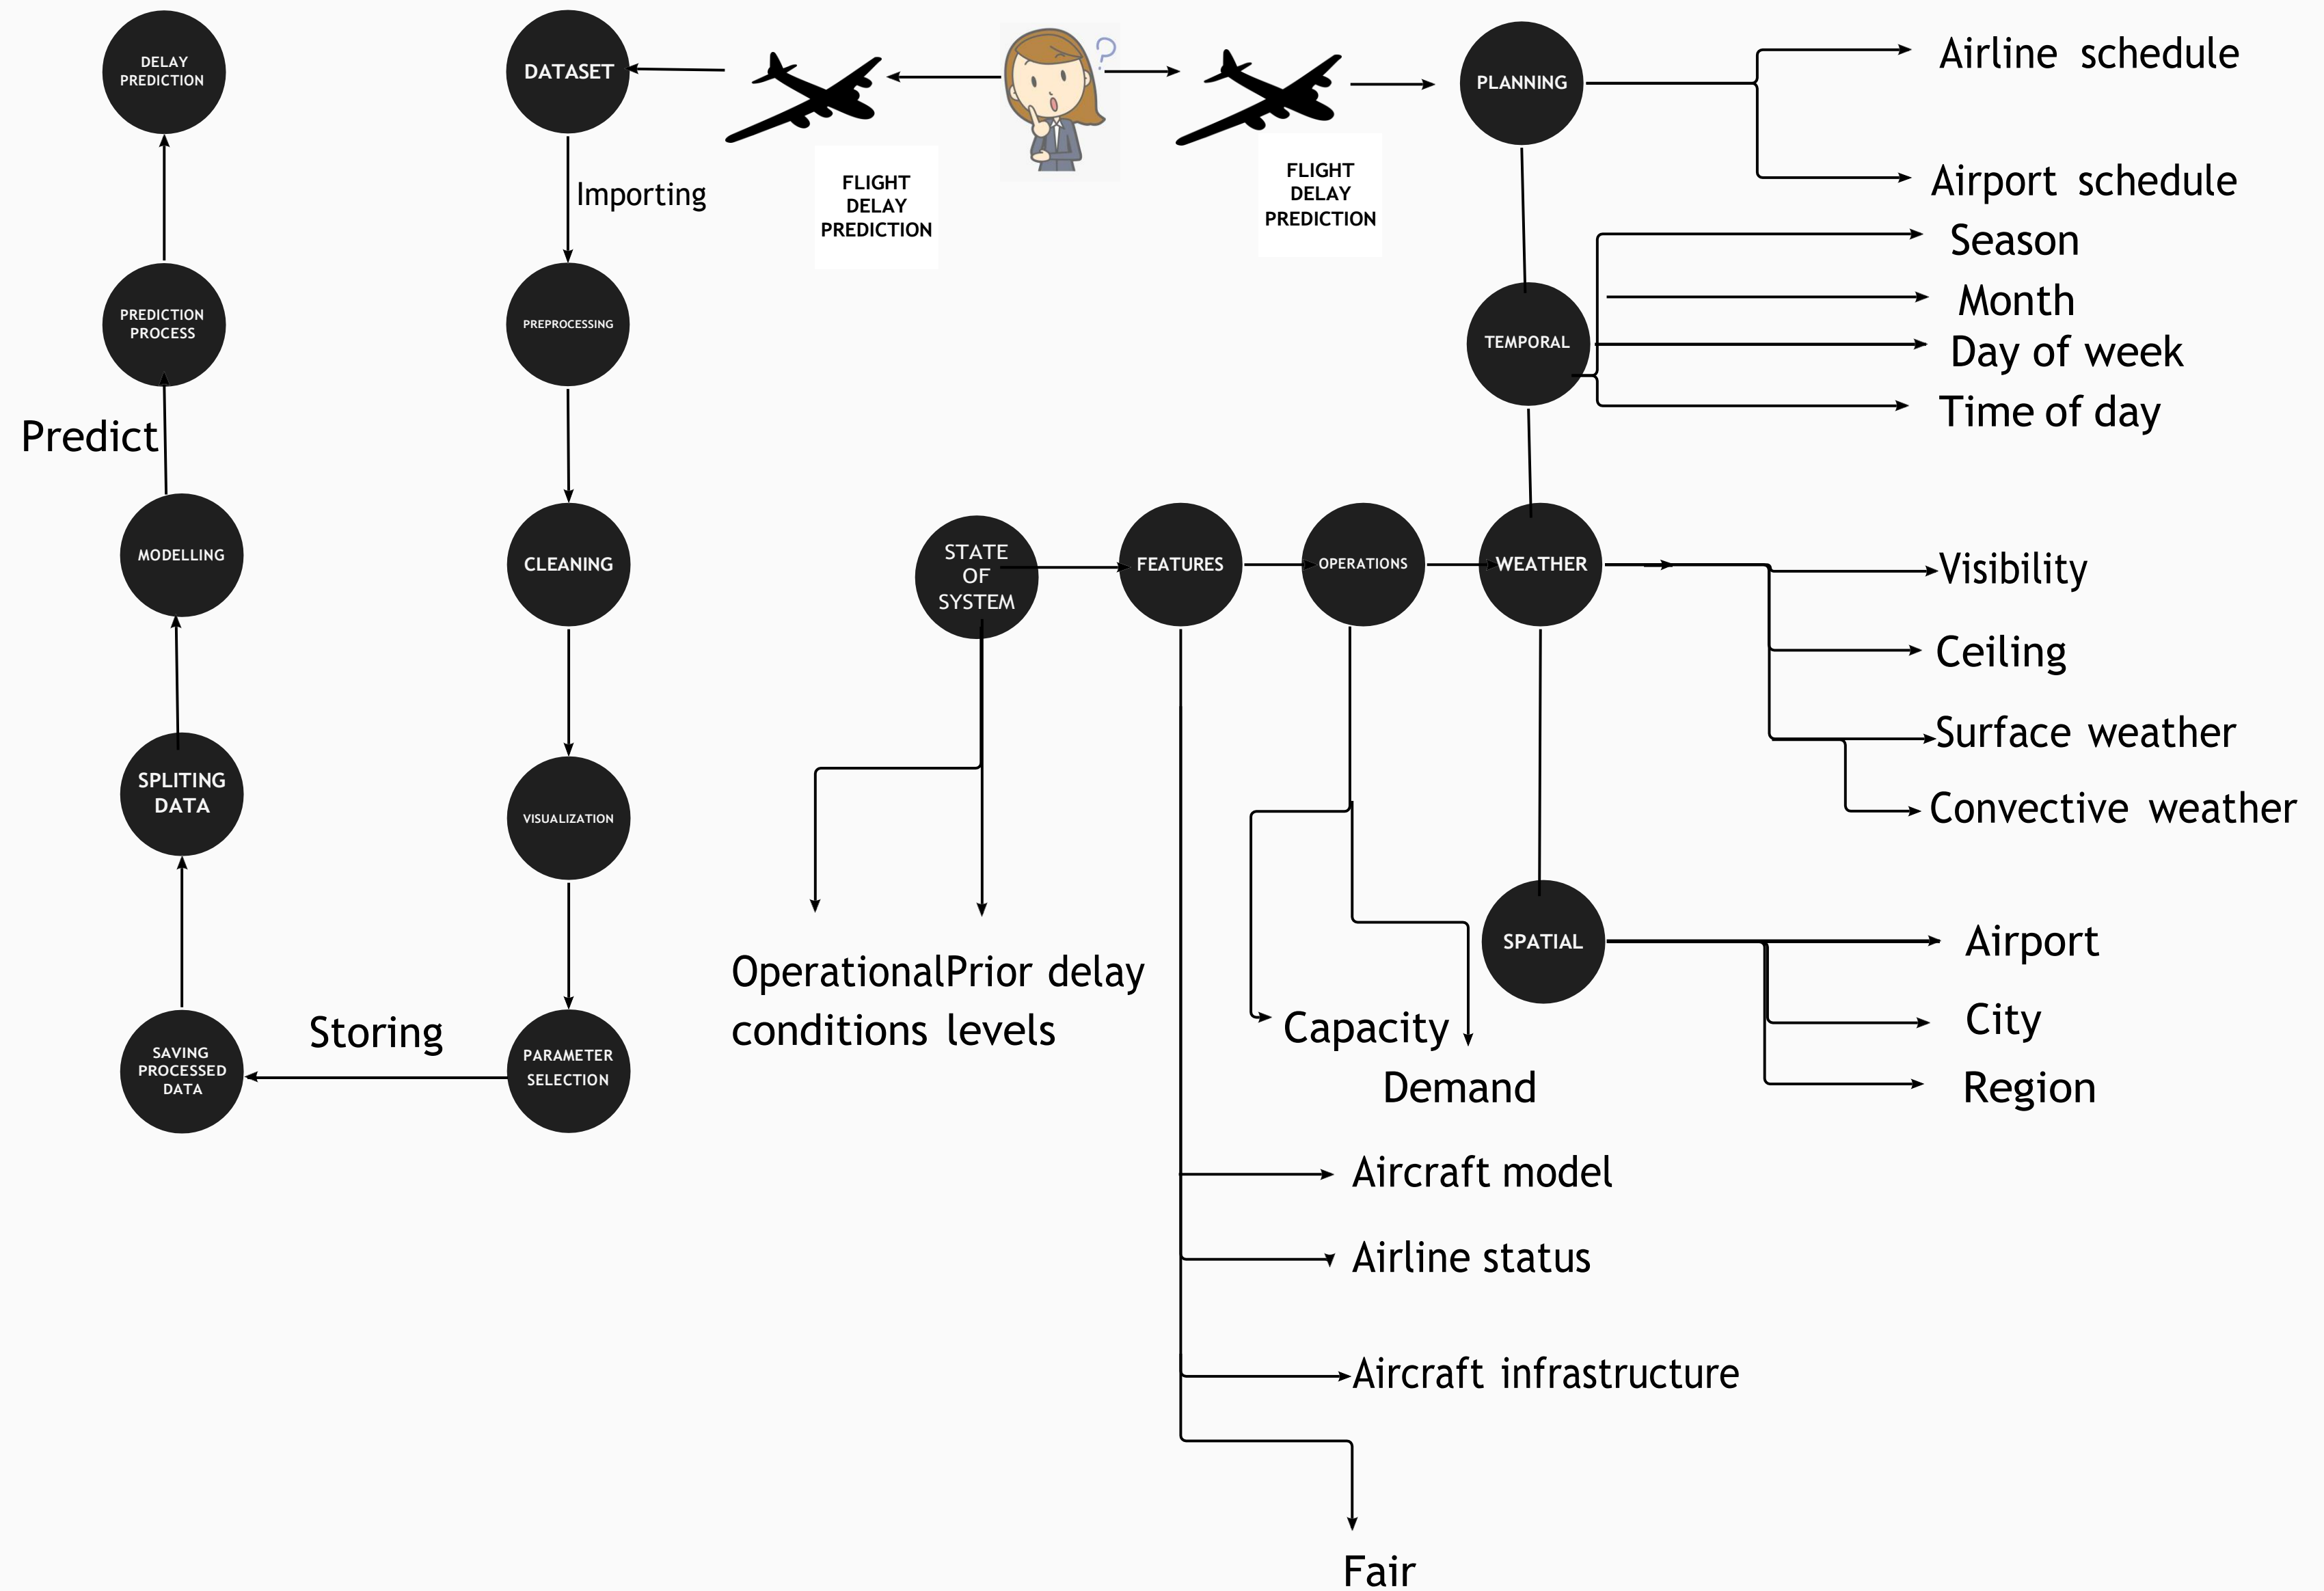 DELAY
PREDICTION
DATASET
?
PLANNING
Airline schedule
Airport schedule
Importing
FLIGHT
DELAY
PREDICTION
FLIGHT
DELAY
PREDICTION
Season
Month
Day of week
Time of day
TEMPORAL
PREDICTION
PROCESS
PREPROCESSING
Predict
MODELLING
CLEANING
STATE
OF
SYSTEM
FEATURES
OPERATIONS
WEATHER
Visibility
Ceiling
Surface weather
Convective weather
SPLITING
DATA
VISUALIZATION
Operational
conditions
Prior delay
levels
Capacity
Demand
SPATIAL
Airport
City
Region
SAVING
PROCESSED
DATA
Storing
PARAMETER
SELECTION
Aircraft model
Airline status
Aircraft infrastructure
Fair